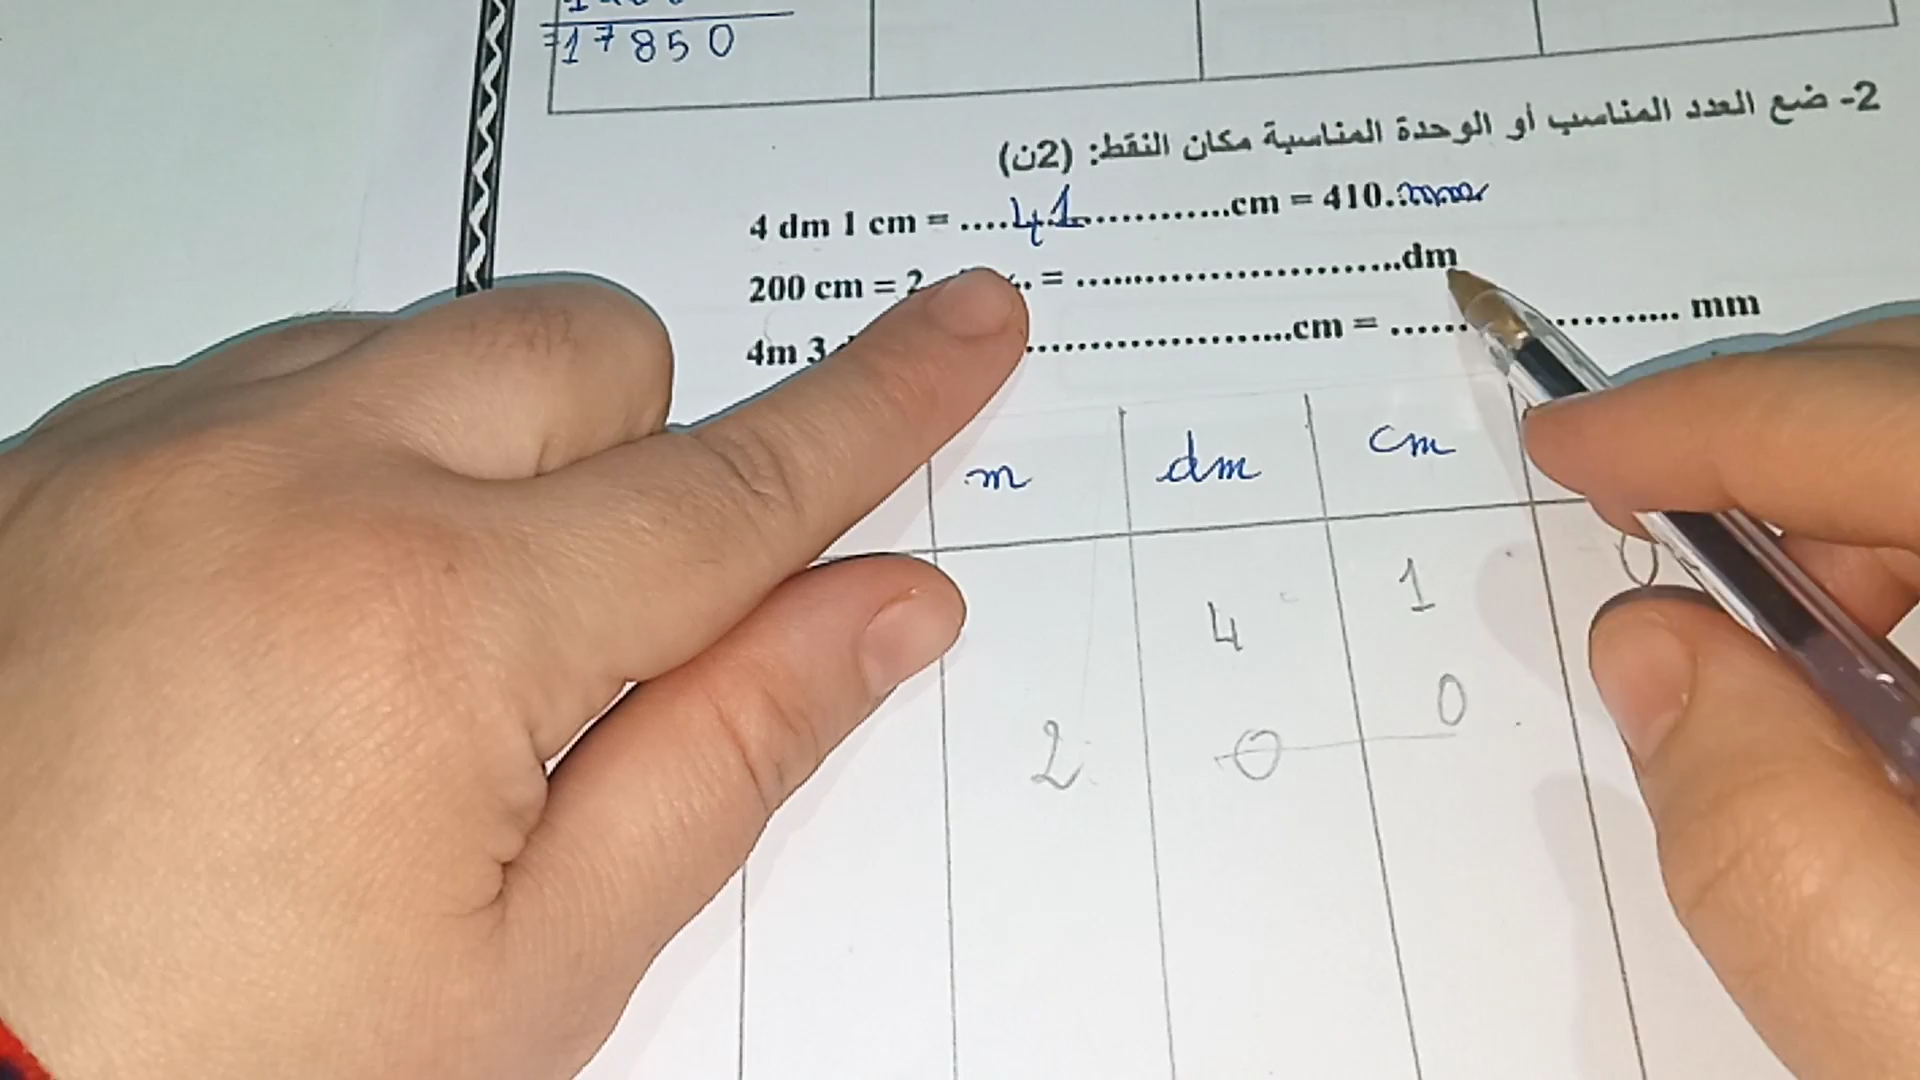 17850
2- ضع العدد المناسب أو الوحدة المناسبة مكان النقط: (2ن)
4 dm 1 cm = ....41............cm = 410..mm
200 cm = 2 = ..............................dm
4m 3 ........................cm = ........................ mm
m dm cm
4 1 0
2 0 0